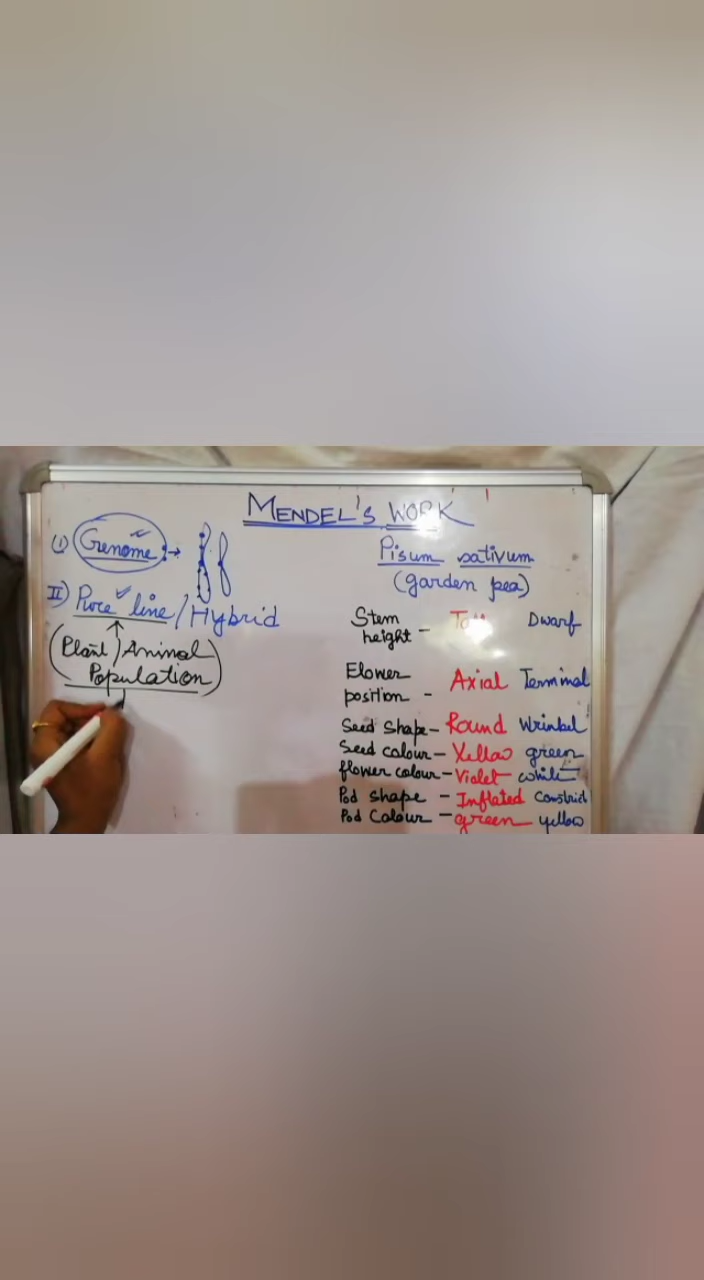 MENDEL'S WORK
(I) Genome →
II) Pure line / Hybrid
(Plant / Animal
Population)
Pisum sativum
(garden pea)
Stem
height - Tall Dwarf
Flower
position - Axial Terminal
Seed shape - Round Wrinkel
Seed colour - Yellow green
flower colour - Violet white
Pod shape - Inflated Constrid
Pod Colour - green yellow